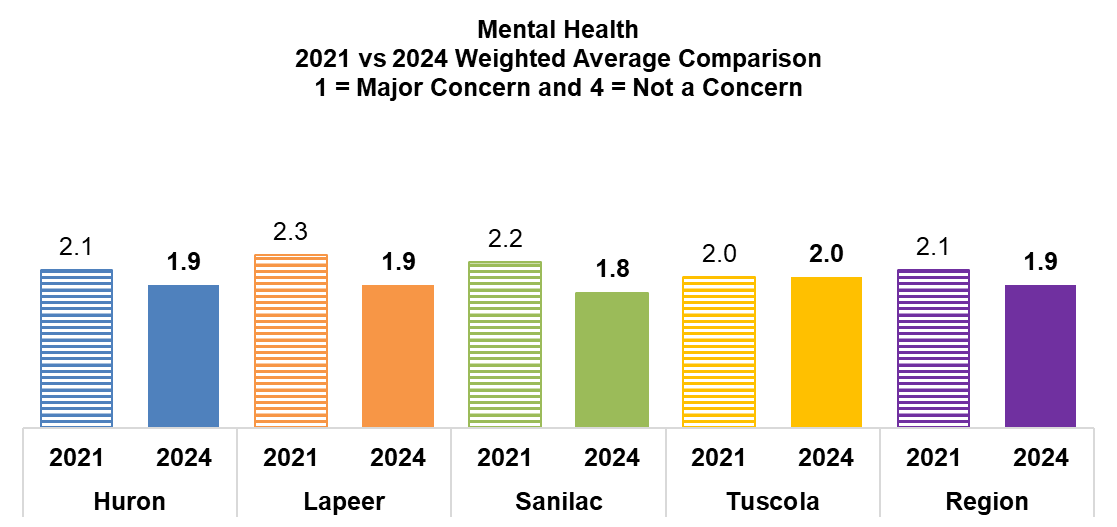 Mental Health
2021 vs 2024 Weighted Average Comparison
1 = Major Concern and 4 = Not a Concern
2.1 1.9 2.3 1.9 2.2 1.8 2.0 2.0 2.1 1.9
2021 2024 2021 2024 2021 2024 2021 2024 2021 2024
Huron Lapeer Sanilac Tuscola Region